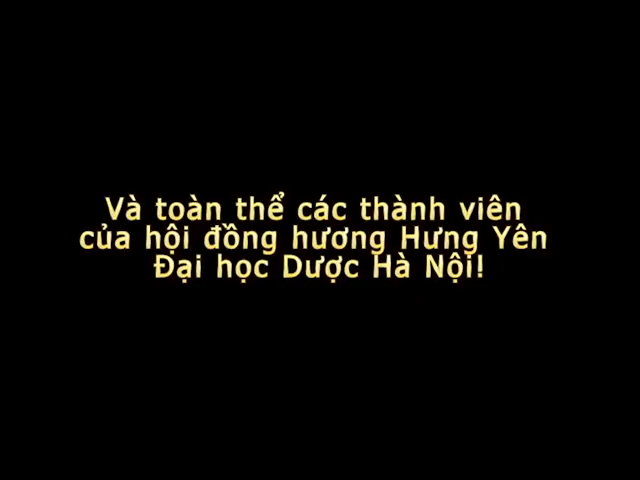 Và toàn thể các thành viên
của hội đồng hương Hưng Yên
Đại học Dược Hà Nội!